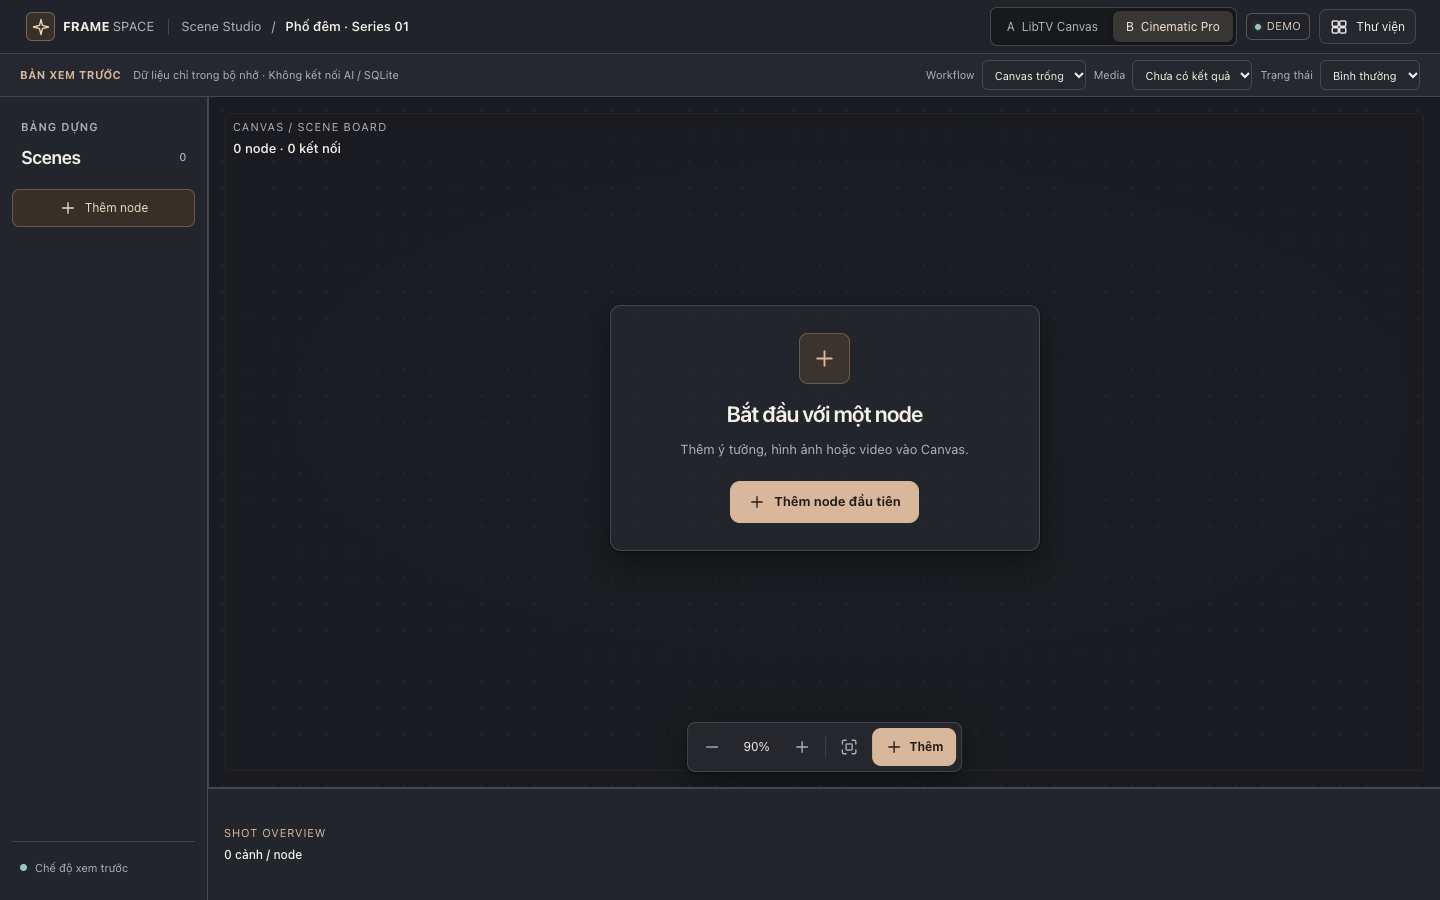 FRAME SPACE
Scene Studio / Phố đêm · Series 01
A LibTV Canvas
B Cinematic Pro
DEMO
Thư viện
BẢN XEM TRƯỚC
Dữ liệu chỉ trong bộ nhớ · Không kết nối AI / SQLite
Workflow
Canvas trống
Media
Chưa có kết quả
Trạng thái
Bình thường
BẢNG DỰNG
Scenes
0
Thêm node
CANVAS / SCENE BOARD
0 node · 0 kết nối
Bắt đầu với một node
Thêm ý tưởng, hình ảnh hoặc video vào Canvas.
Thêm node đầu tiên
90%
Thêm
SHOT OVERVIEW
0 cảnh / node
Chế độ xem trước